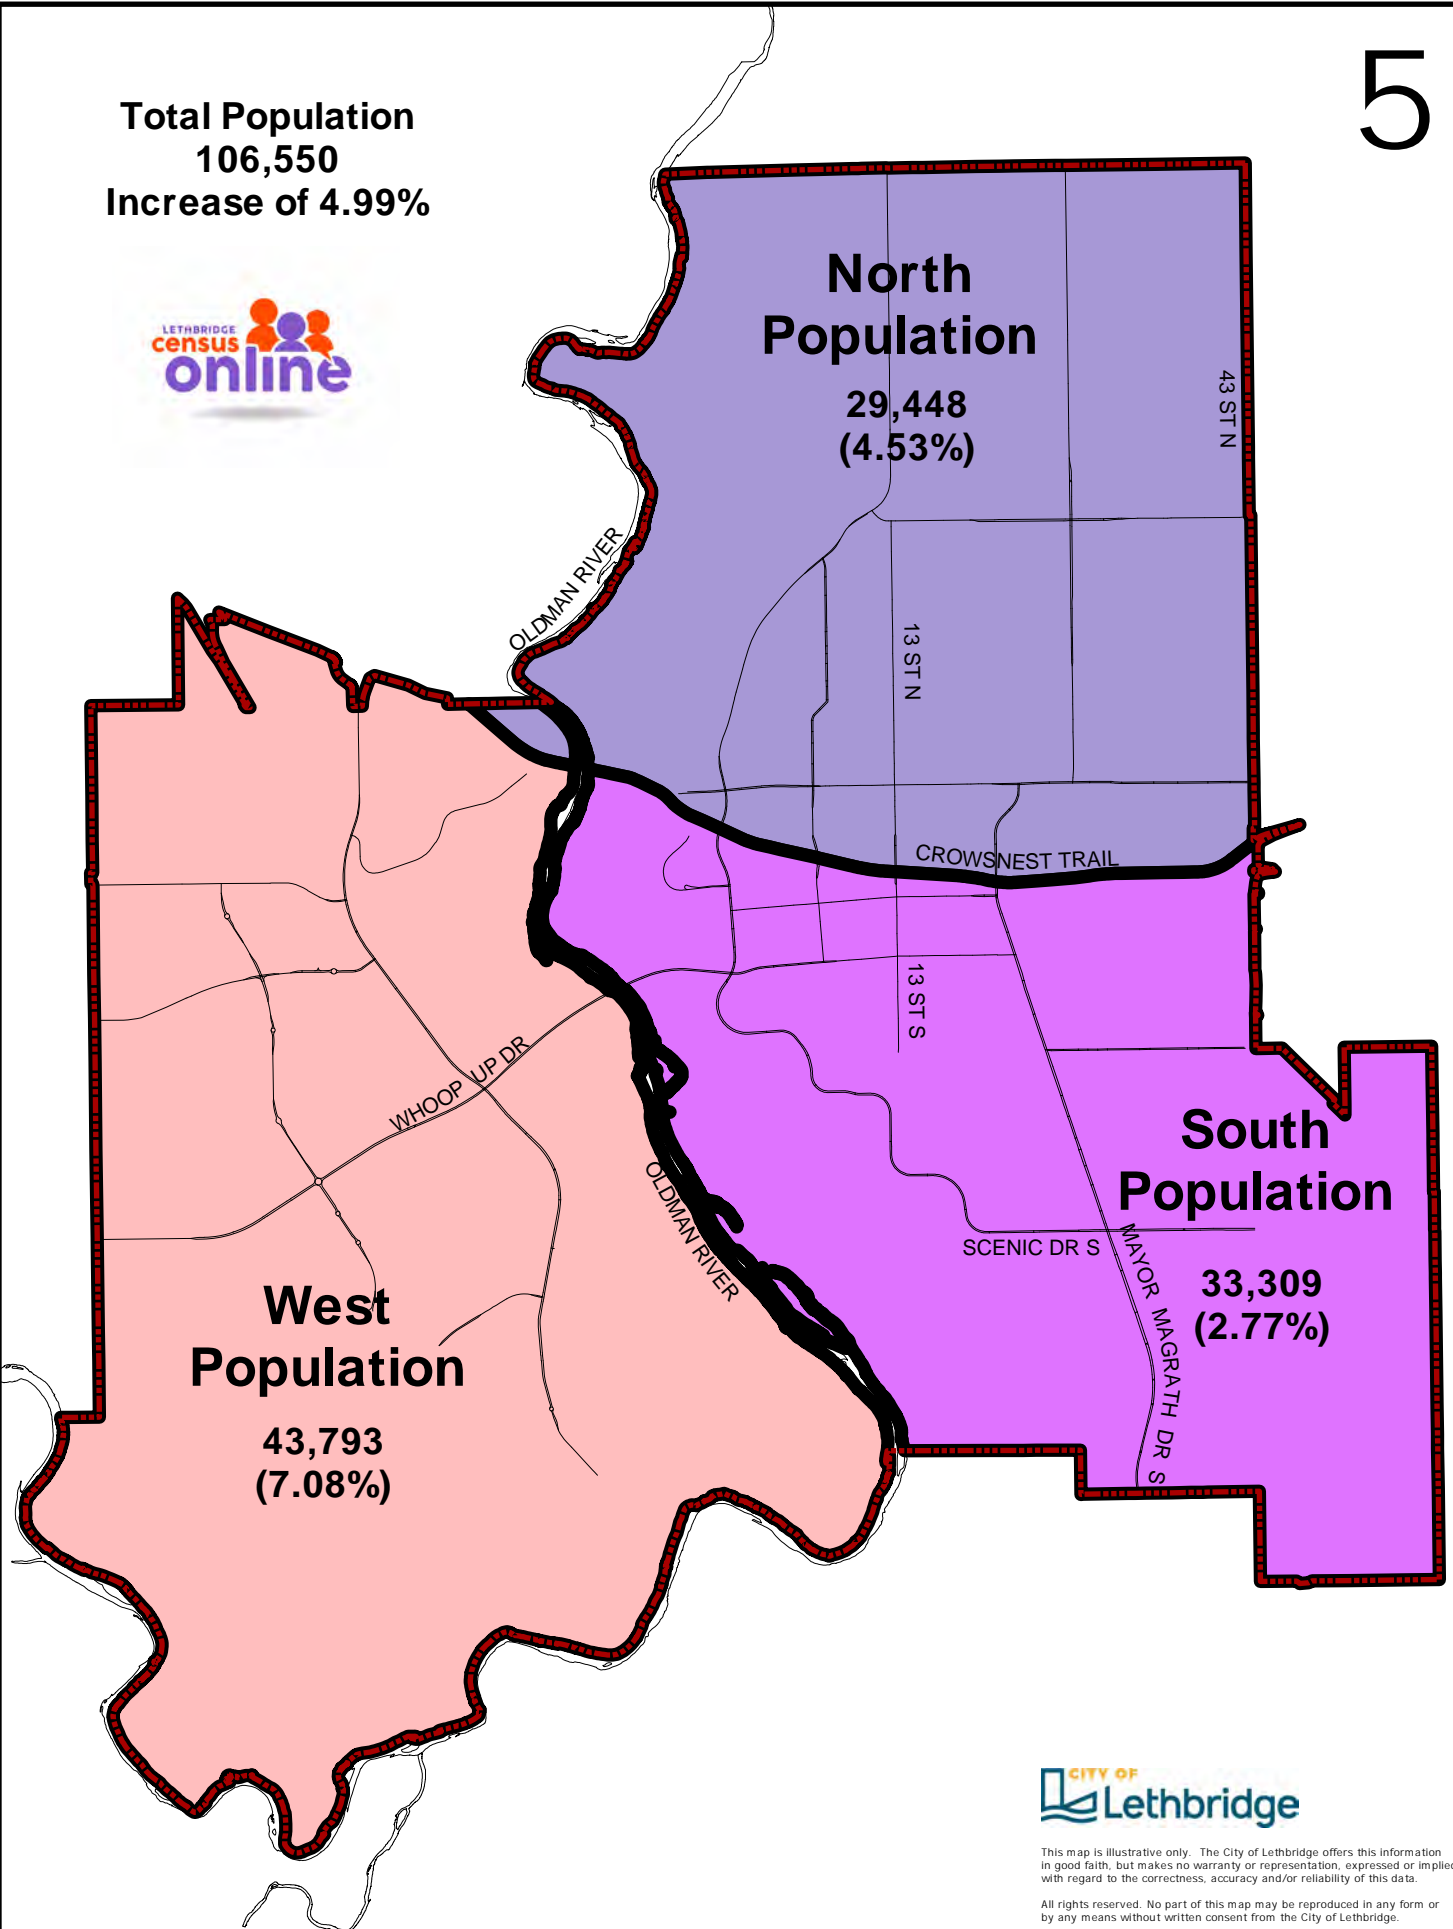 5
Total Population
106,550
Increase of 4.99%
LETHBRIDGE
census
online
North
Population
29,448
(4.53%)
43 ST N
OLDMAN RIVER
13 ST N
CROWSNEST TRAIL
13 ST S
WHOOP UP DR
South
Population
OLDMAN RIVER
SCENIC DR S
MAYOR MAGRATH DR S
33,309
(2.77%)
West
Population
43,793
(7.08%)
CITY OF
Lethbridge
This map is illustrative only. The City of Lethbridge offers this information
in good faith, but makes no warranty or representation, expressed or implied
with regard to the correctness, accuracy and/or reliability of this data.
All rights reserved. No part of this map may be reproduced in any form or
by any means without written consent from the City of Lethbridge.